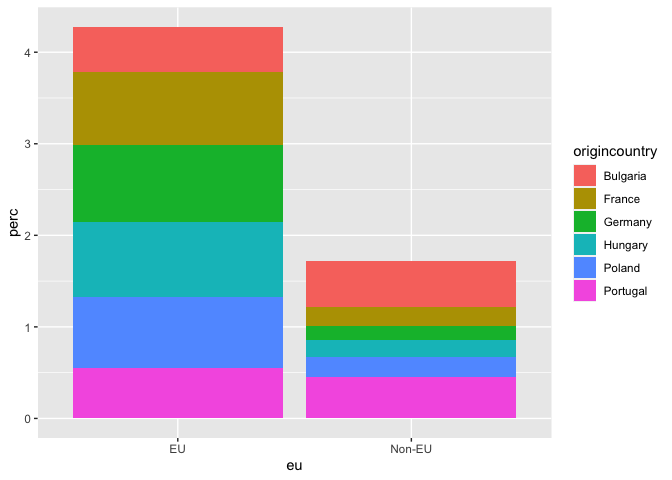 4
3
2
1
0
perc
EU
Non-EU
eu
origincountry
Bulgaria
France
Germany
Hungary
Poland
Portugal